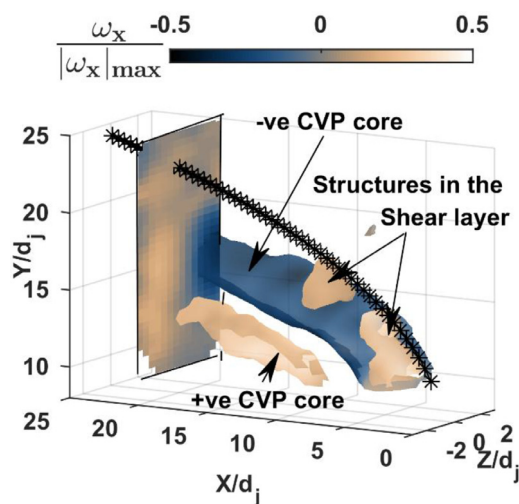 ωx
|ωx|max
-0.5 0 0.5
-ve CVP core
Structures in the
Shear layer
+ve CVP core
Y/dj
25
20
15
10
X/dj
25 20 15 10 5 0
Z/dj
-2 0 2